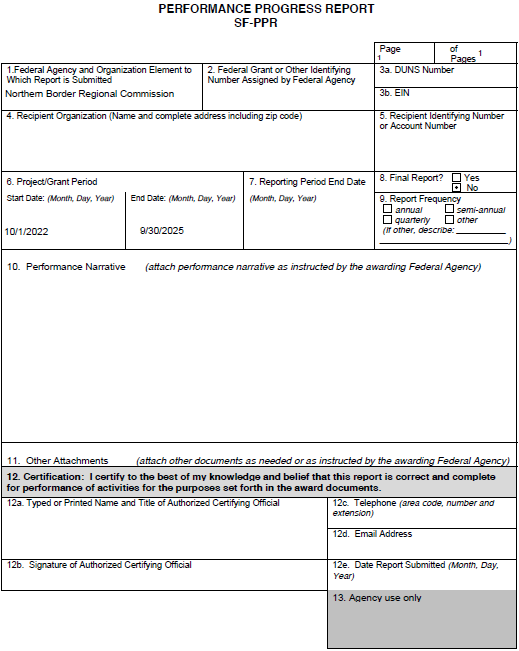 PERFORMANCE PROGRESS REPORT
SF-PPR
Page
1
of
Pages
1
1.Federal Agency and Organization Element to
Which Report is Submitted
Northern Border Regional Commission
2. Federal Grant or Other Identifying
Number Assigned by Federal Agency
3a. DUNS Number
3b. EIN
4. Recipient Organization (Name and complete address including zip code)
5. Recipient Identifying Number
or Account Number
6. Project/Grant Period
Start Date: (Month, Day, Year)
End Date: (Month, Day, Year)
10/1/2022
9/30/2025
7. Reporting Period End Date
(Month, Day, Year)
8. Final Report?
Yes
No
9. Report Frequency
annual
semi-annual
quarterly
other
(If other, describe: __________
__________________________)
10. Performance Narrative (attach performance narrative as instructed by the awarding Federal Agency)
11. Other Attachments (attach other documents as needed or as instructed by the awarding Federal Agency)
12. Certification: I certify to the best of my knowledge and belief that this report is correct and complete
for performance of activities for the purposes set forth in the award documents.
12a. Typed or Printed Name and Title of Authorized Certifying Official
12c. Telephone (area code, number and
extension)
12d. Email Address
12b. Signature of Authorized Certifying Official
12e. Date Report Submitted (Month, Day,
Year)
13. Agency use only